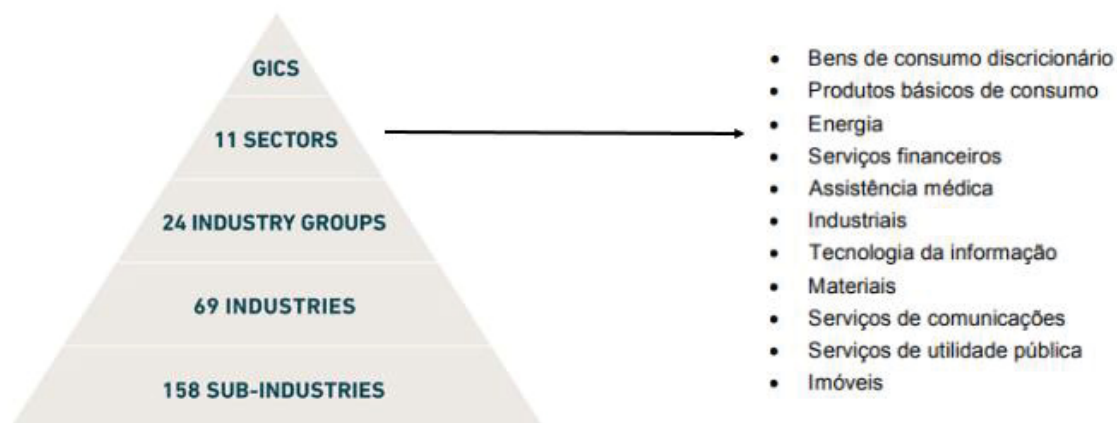 GICS
11 SECTORS
24 INDUSTRY GROUPS
69 INDUSTRIES
158 SUB-INDUSTRIES
• Bens de consumo discricionário
• Produtos básicos de consumo
• Energia
• Serviços financeiros
• Assistência médica
• Industriais
• Tecnologia da informação
• Materiais
• Serviços de comunicações
• Serviços de utilidade pública
• Imóveis